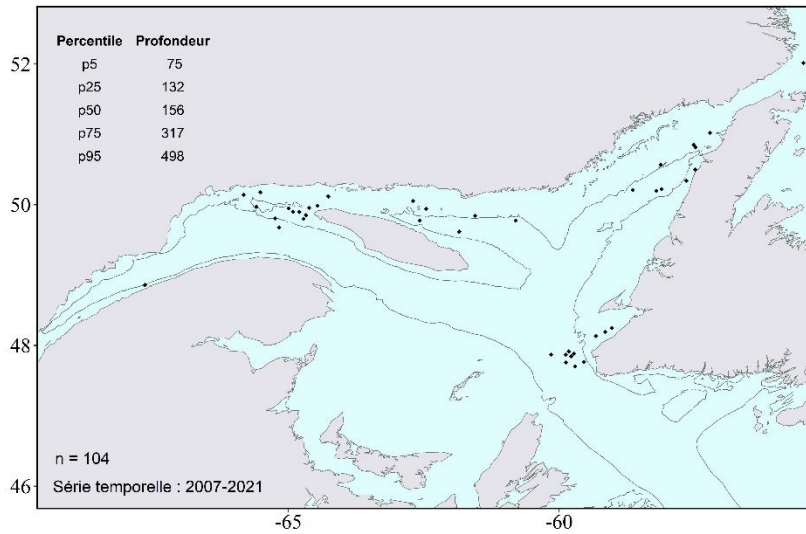 Percentile Profondeur
p5 75
p25 132
p50 156
p75 317
p95 498
52
50
48
46
n = 104
Série temporelle : 2007-2021
-65 -60